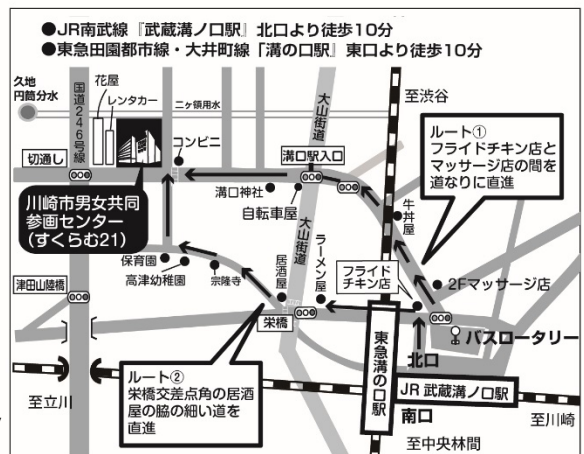 ●JR南武線『武蔵溝ノ口駅』北口より徒歩10分
●東急田園都市線・大井町線「溝の口駅」東口より徒歩10分
久地
円筒分水
花屋
レンタカー
国道246号線
二ヶ領用水
大山街道
至渋谷
コンビニ
切通し
溝口駅入口
ルート①
フライドチキン店と
マッサージ店の間を
道なりに直進
川崎市男女共同
参画センター
(すくらむ21)
溝口神社
自転車屋
牛丼屋
大山街道
保育園
高津幼稚園
宗隆寺
居酒屋
ラーメン屋
フライド
チキン店
2Fマッサージ店
津田山陸橋
栄橋
バスロータリー
北口
東急溝の口駅
ルート②
栄橋交差点角の居酒
屋の脇の細い道を
直進
JR 武蔵溝ノ口駅
至立川
南口
至川崎
至中央林間